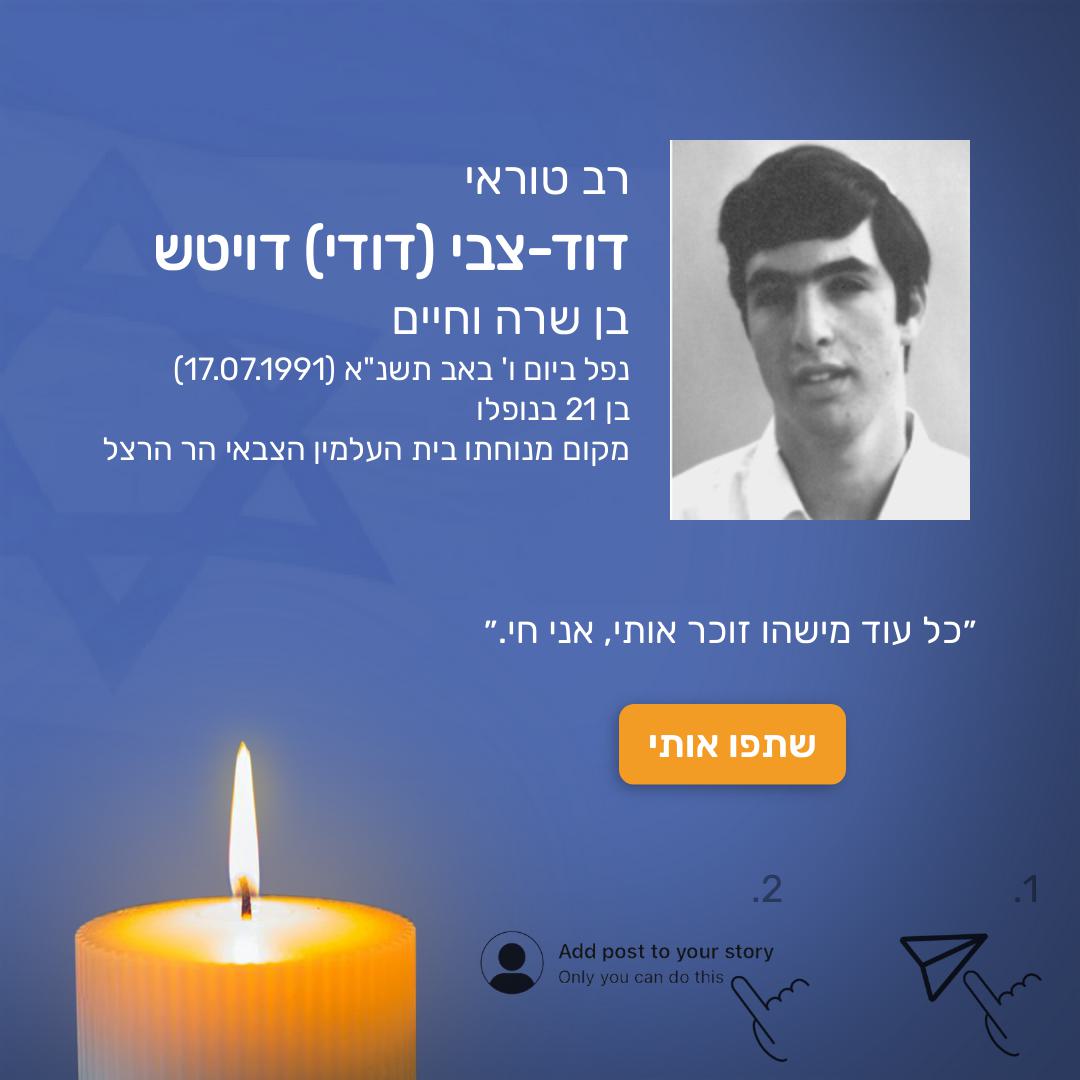 רב טוראי
דוד-צבי (דודי) דויטש
בן שרה וחיים
נפל ביום ו' באב תשנ"א (17.07.1991)
בן 21 בנופלו
מקום מנוחתו בית העלמין הצבאי הר הרצל
״כל עוד מישהו זוכר אותי, אני חי.״
שתפו אותי
1.
2.
Add post to your story
Only you can do this